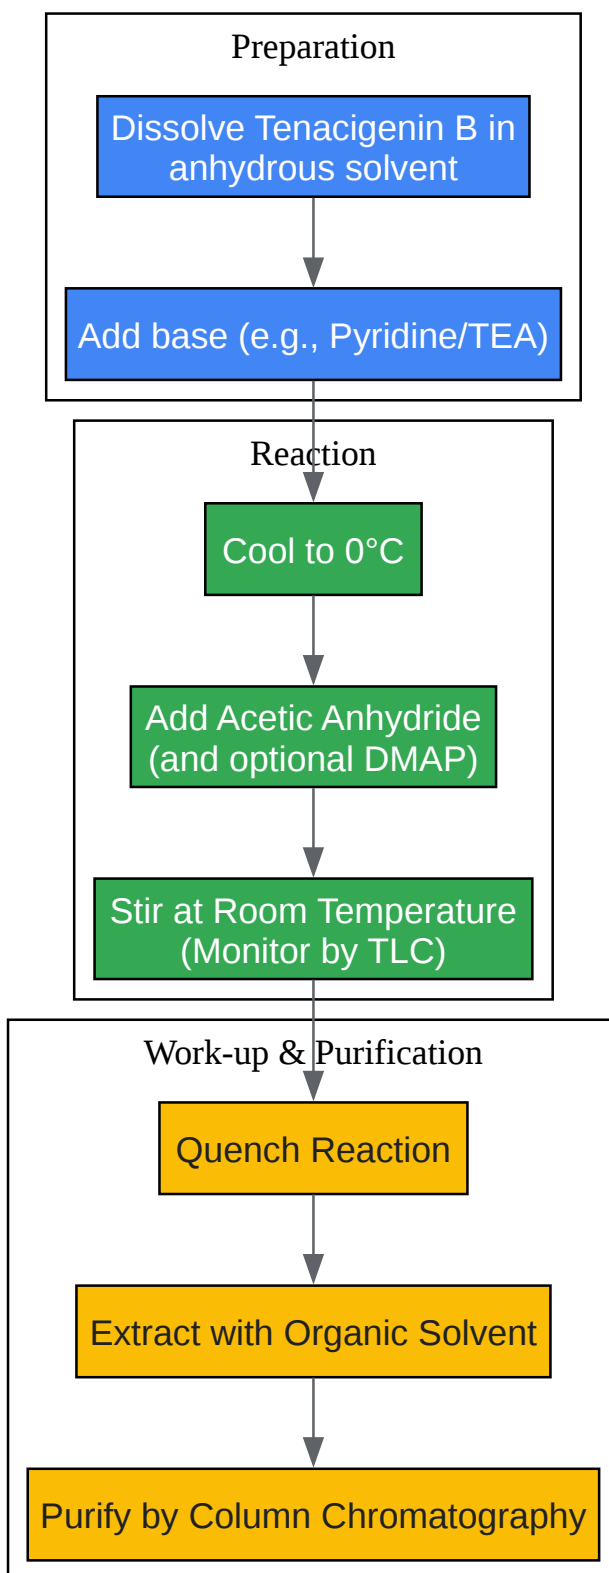 Preparation
Dissolve Tenacigenin B in
anhydrous solvent
Add base (e.g., Pyridine/TEA)
Reaction
Cool to 0°C
Add Acetic Anhydride
(and optional DMAP)
Stir at Room Temperature
(Monitor by TLC)
Work-up & Purification
Quench Reaction
Extract with Organic Solvent
Purify by Column Chromatography